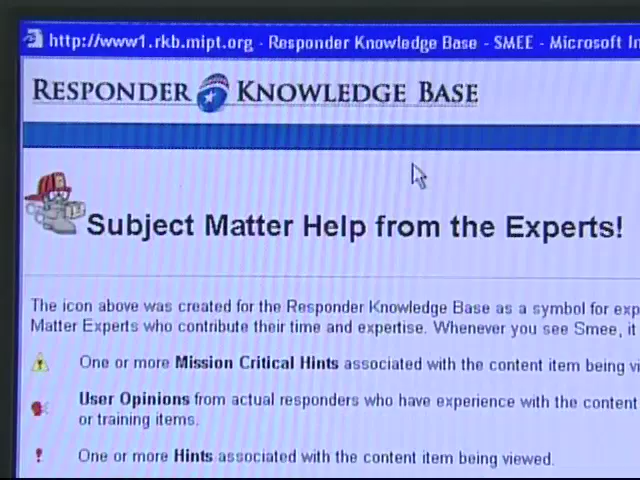 http://www1.rkb.mipt.org - Responder Knowledge Base - SMEE - Microsoft
RESPONDER KNOWLEDGE BASE
Subject Matter Help from the Experts!
The icon above was created for the Responder Knowledge Base as a symbol for
Matter Experts who contribute their time and expertise. Whenever you see Smee, it
One or more Mission Critical Hints associated with the content item being
User Opinions from actual responders who have experience with the content
or training items.
One or more Hints associated with the content item being viewed.